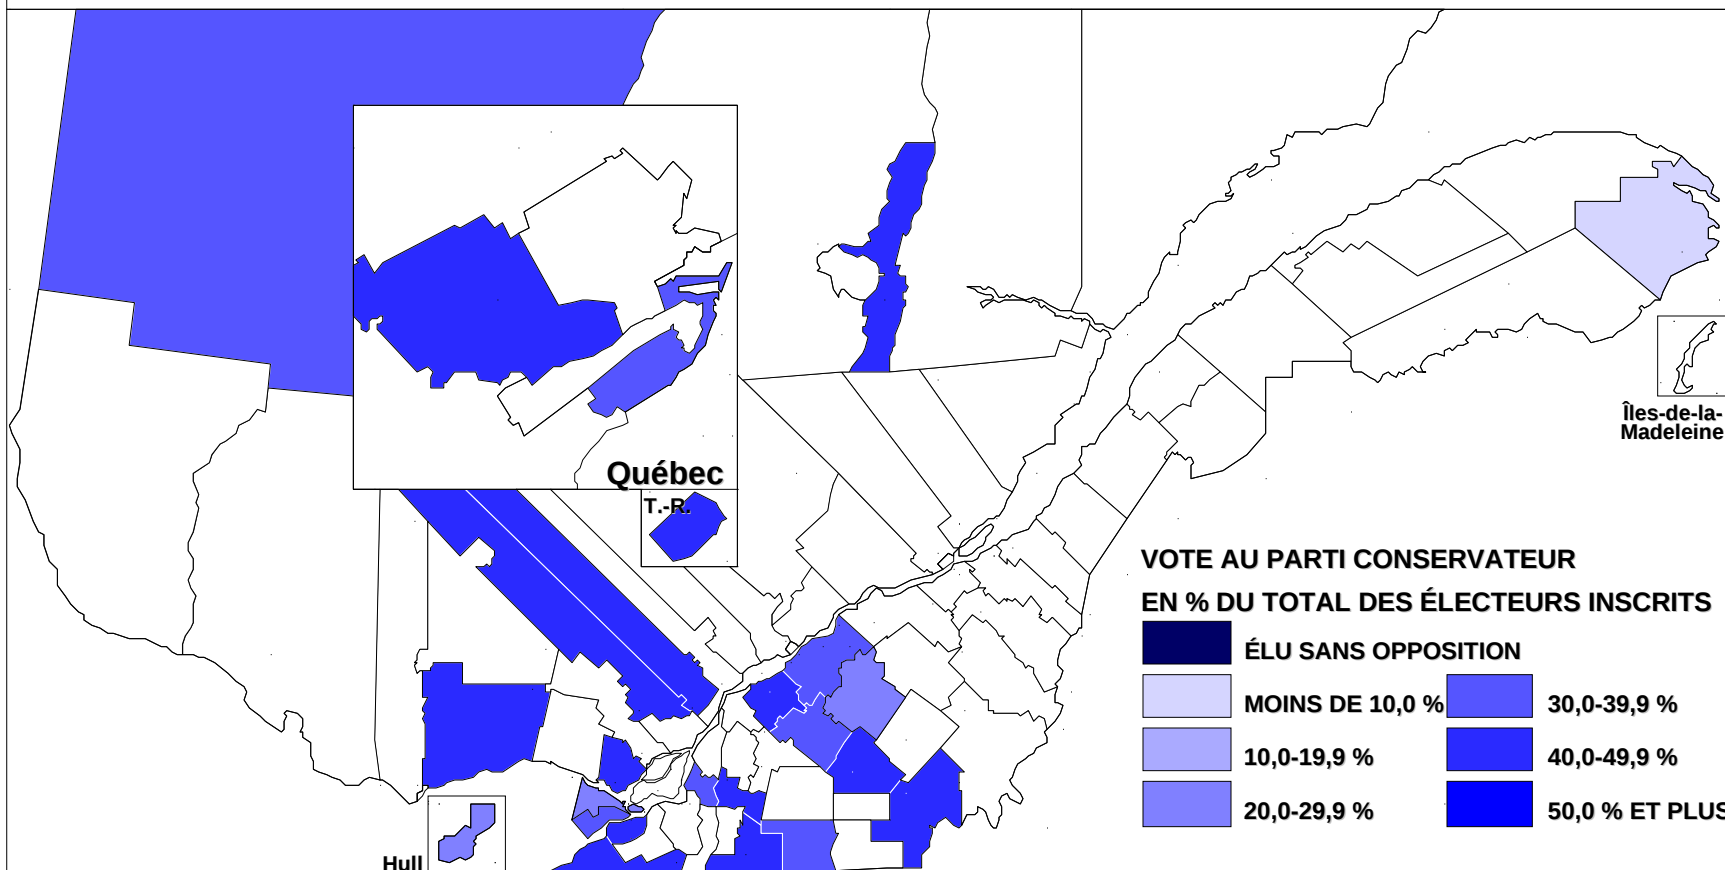 Québec
T.-R.
Îles-de-la-
Madeleine
VOTE AU PARTI CONSERVATEUR
EN % DU TOTAL DES ÉLECTEURS INSCRITS
ÉLU SANS OPPOSITION
MOINS DE 10,0 %
30,0-39,9 %
10,0-19,9 %
40,0-49,9 %
20,0-29,9 %
50,0 % ET PLUS
Hull